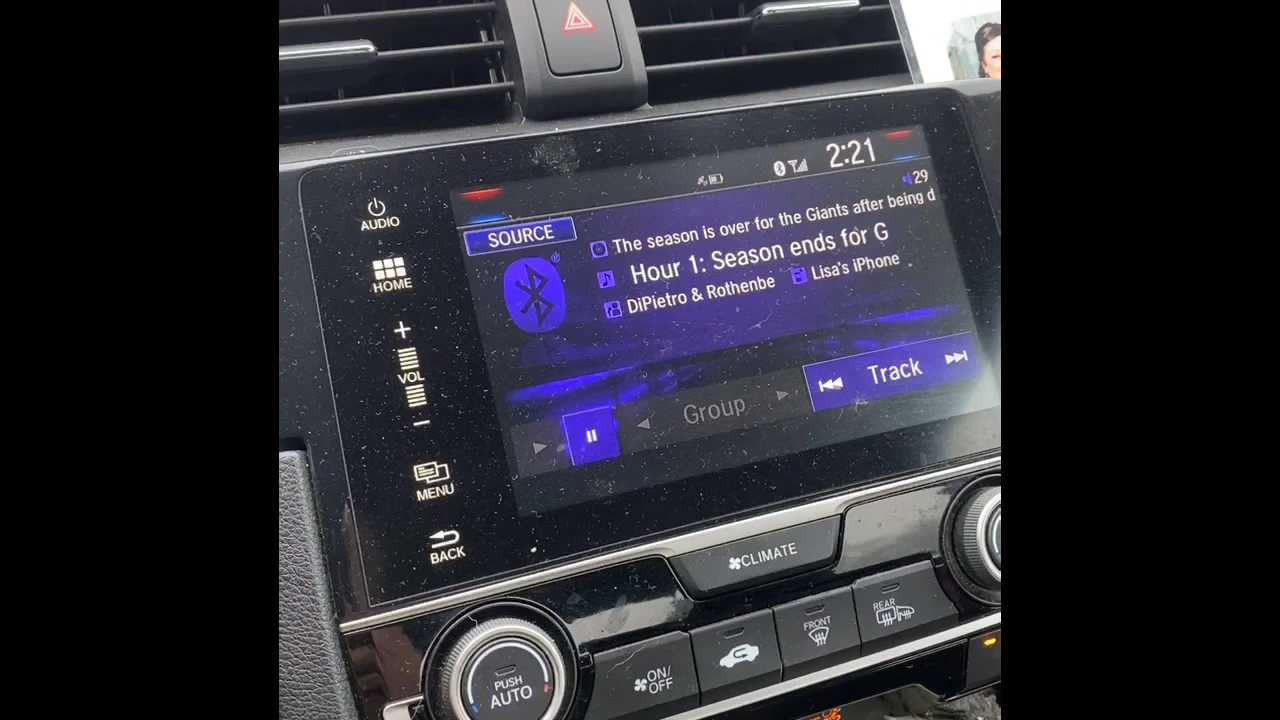 2:21
29
AUDIO
SOURCE
The season is over for the Giants after being d
HOME
Hour 1: Season ends for G
DiPietro & Rothenbe
Lisa's iPhone
+
VOL
−
Track
Group
MENU
BACK
CLIMATE
FRONT
REAR
ON/
OFF
PUSH
AUTO